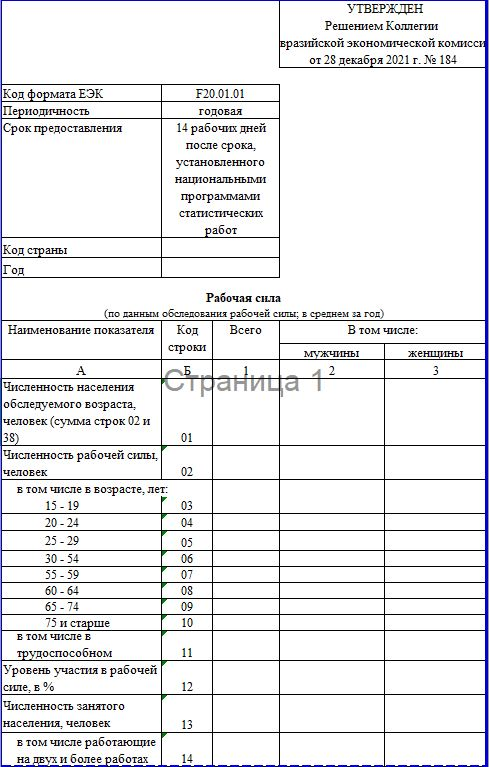 УТВЕРЖДЕН
Решением Коллегии
вразийской экономической комисси
от 28 декабря 2021 г. № 184
Код формата ЕЭК F20.01.01
Периодичность годовая
Срок предоставления 14 рабочих дней
после срока,
установленного
национальными
программами
статистических
работ
Код страны
Год
Рабочая сила
(по данным обследования рабочей силы; в среднем за год)
Наименование показателя Код Всего В том числе:
строки
мужчины женщины
А Б 1 2 3
Страница 1
Численность населения
обследуемого возраста,
человек (сумма строк 02 и
38) 01
Численность рабочей силы,
человек 02
в том числе в возрасте, лет:
15 - 19 03
20 - 24 04
25 - 29 05
30 - 54 06
55 - 59 07
60 - 64 08
65 - 74 09
75 и старше 10
в том числе в
трудоспособном 11
Уровень участия в рабочей
силе, в % 12
Численность занятого
населения, человек 13
в том числе работающие
на двух и более работах 14